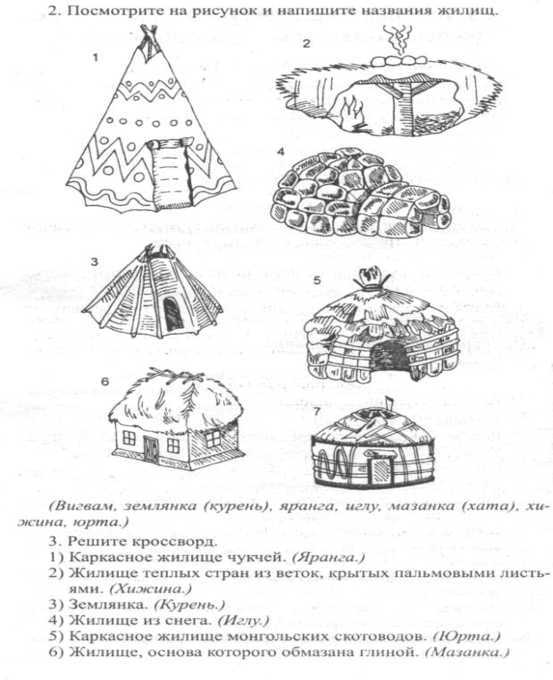 2. Посмотрите на рисунок и напишите названия жилищ.
1
2
4
3
5
6
7
(Вигвам, землянка (курень), яранга, иглу, мазанка (хата), хи-
жина, юрта.)
3. Решите кроссворд.
1) Каркасное жилище чукчей. (Яранга.)
2) Жилище теплых стран из веток, крытых пальмовыми листь-
ями. (Хижина.)
3) Землянка. (Курень.)
4) Жилище из снега. (Иглу.)
5) Каркасное жилище монгольских скотоводов. (Юрта.)
6) Жилище, основа которого обмазана глиной. (Мазанка.)